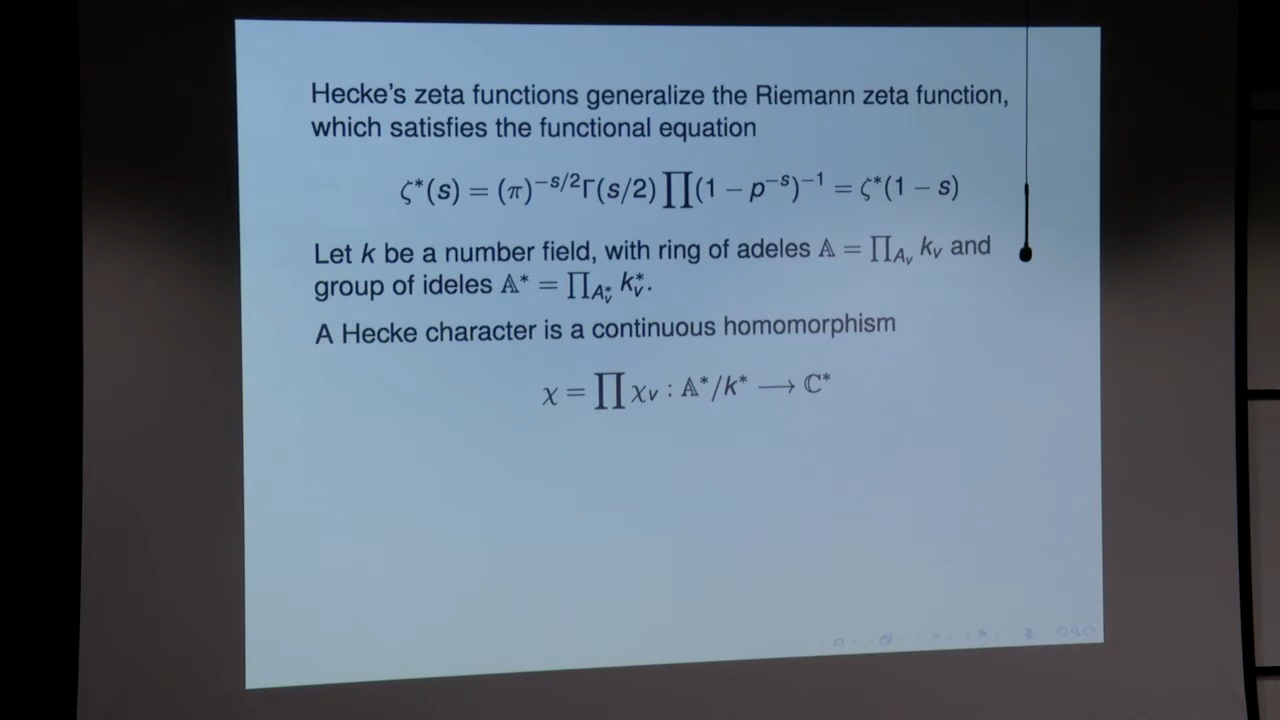 Hecke's zeta functions generalize the Riemann zeta function,
which satisfies the functional equation
ζ*(s) = (π)^{-s/2}Γ(s/2)∏(1 − p^{-s})^{-1} = ζ*(1 − s)
Let k be a number field, with ring of adeles 𝔸 = ∏_{A_v} k_v and
group of ideles 𝔸* = ∏_{A_v^*} k_v^*.
A Hecke character is a continuous homomorphism
χ = ∏ χ_v : 𝔸*/k* ⟶ ℂ*